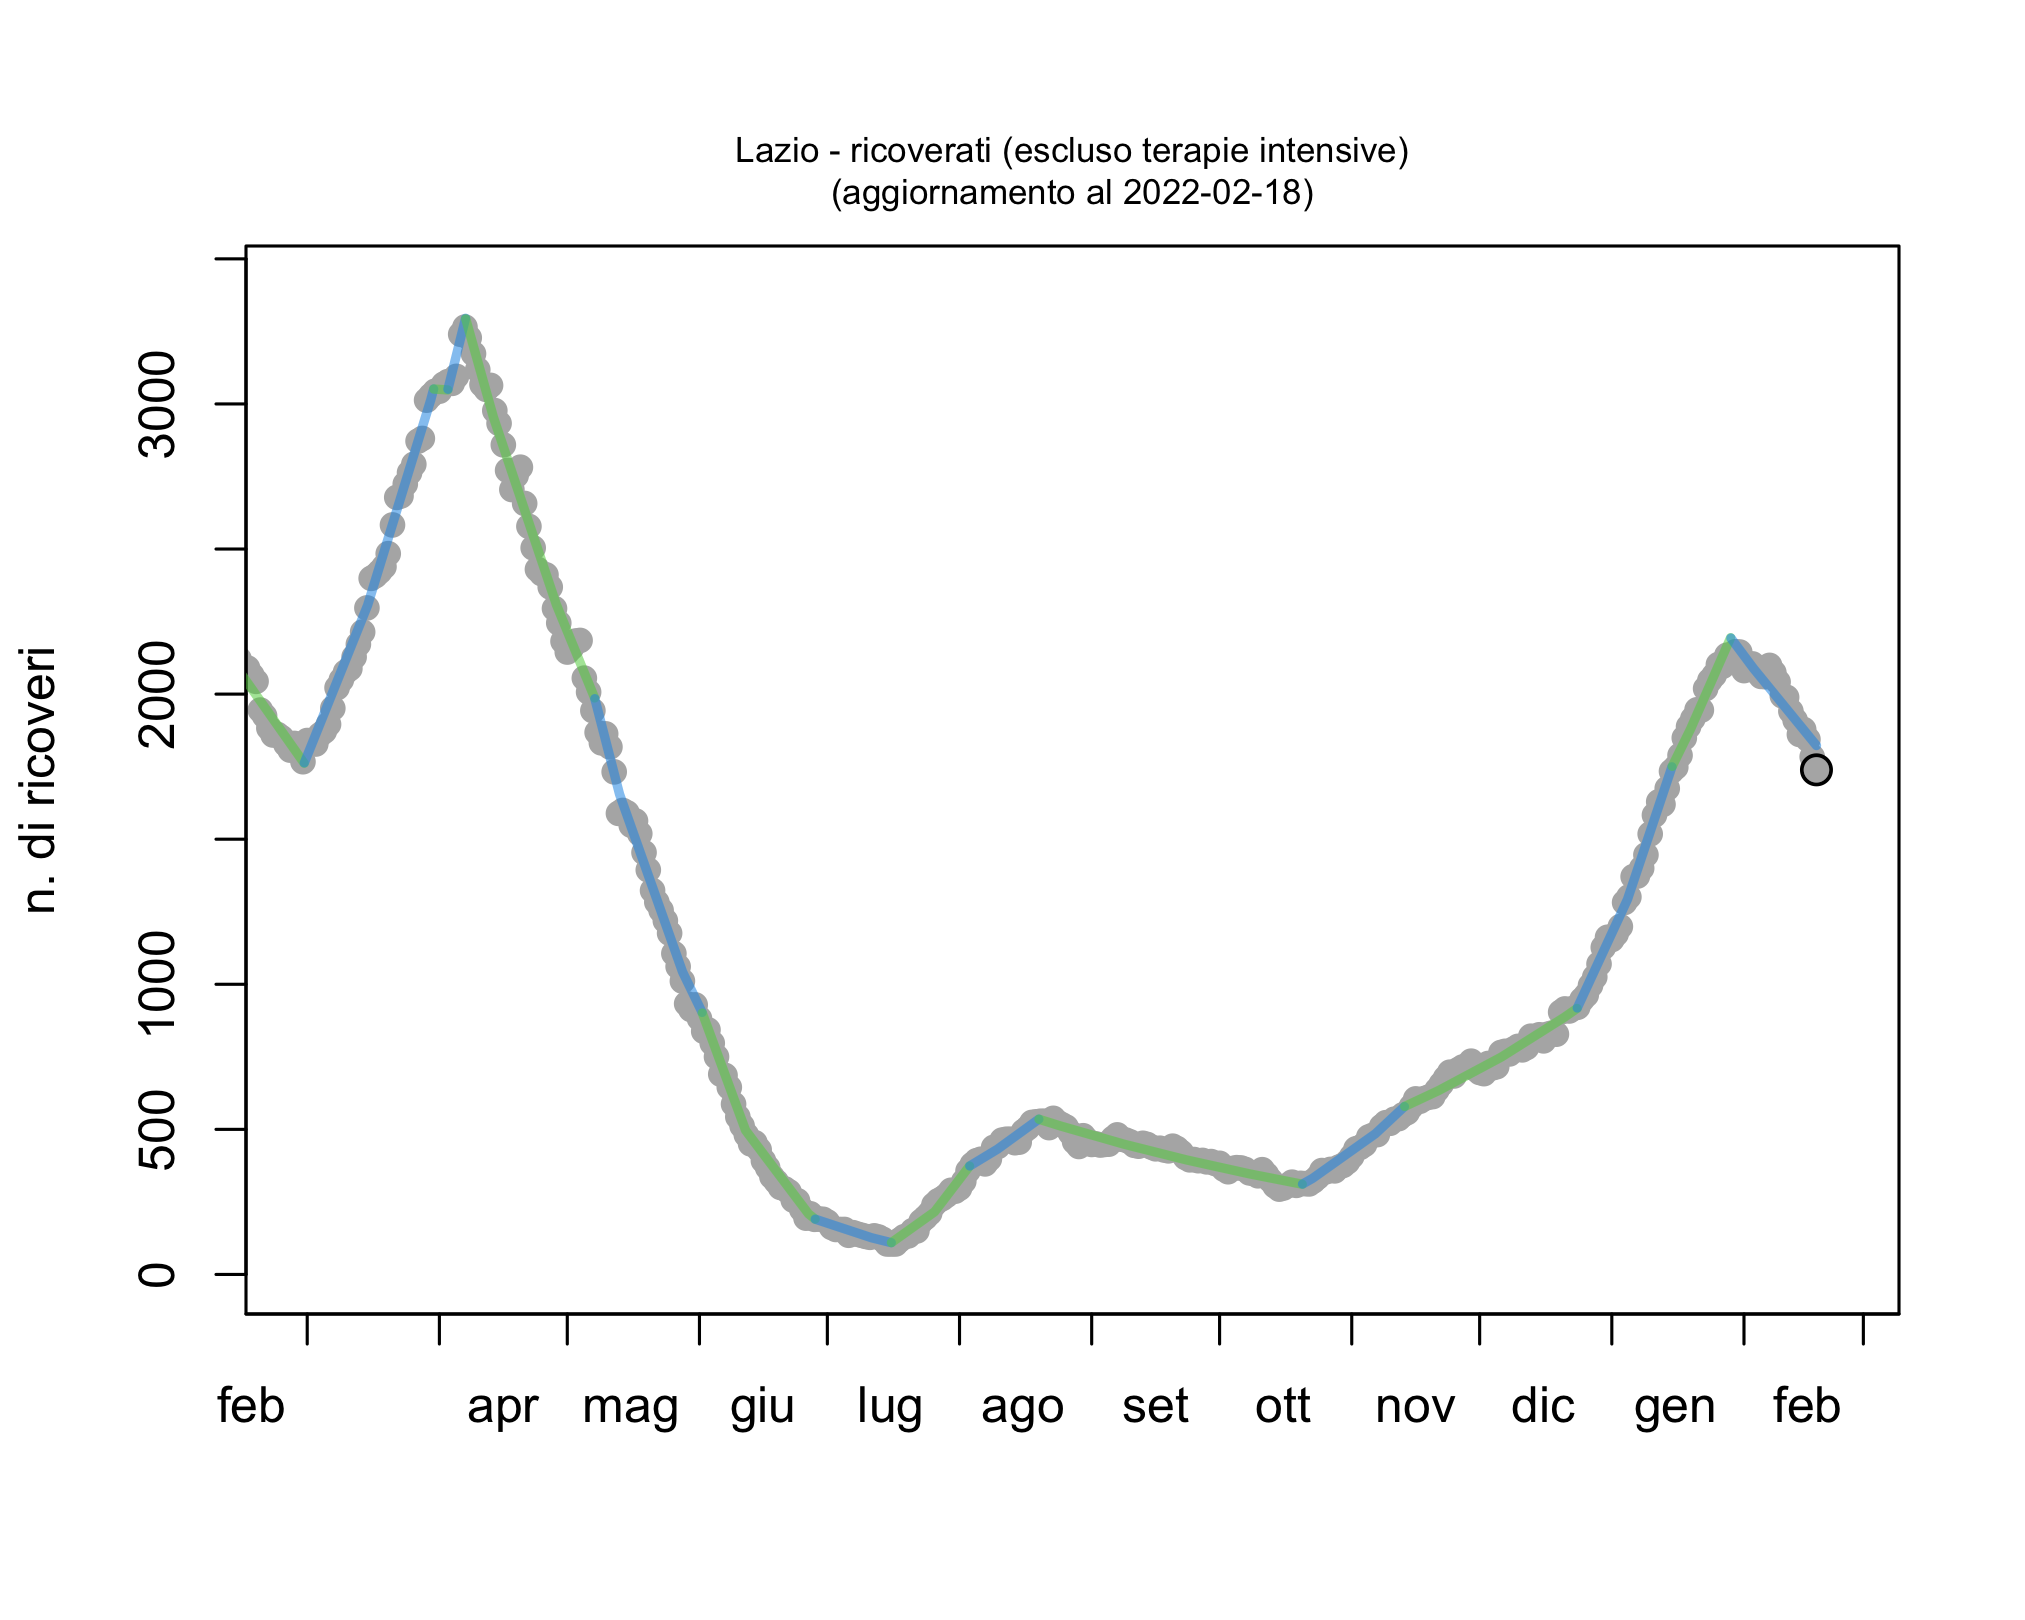 Lazio - ricoverati (escluso terapie intensive)
(aggiornamento al 2022-02-18)
n. di ricoveri
3000
2000
1000
500
0
feb apr mag giu lug ago set ott nov dic gen feb